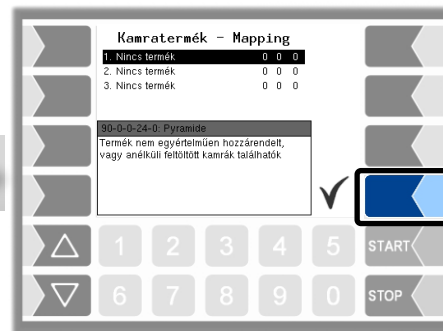 Kamratermék - Mapping
1. Nincs termék 0 0 0
2. Nincs termék 0 0 0
3. Nincs termék 0 0 0
90-0-0-24-0: Pyramide
Termék nem egyértelműen hozzárendelt,
vagy anélküli feltöltött kamrák találhatók
1 2 3 4 5 START
6 7 8 9 0 STOP